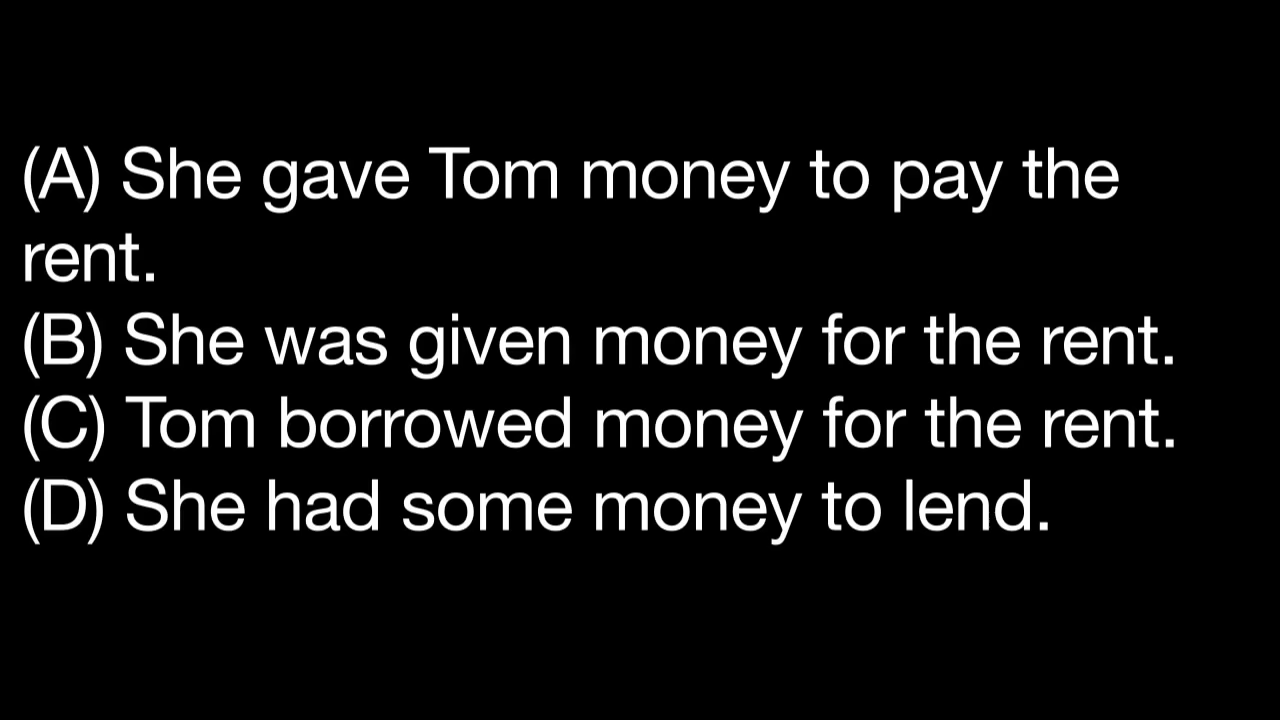 (A) She gave Tom money to pay the
rent.
(B) She was given money for the rent.
(C) Tom borrowed money for the rent.
(D) She had some money to lend.